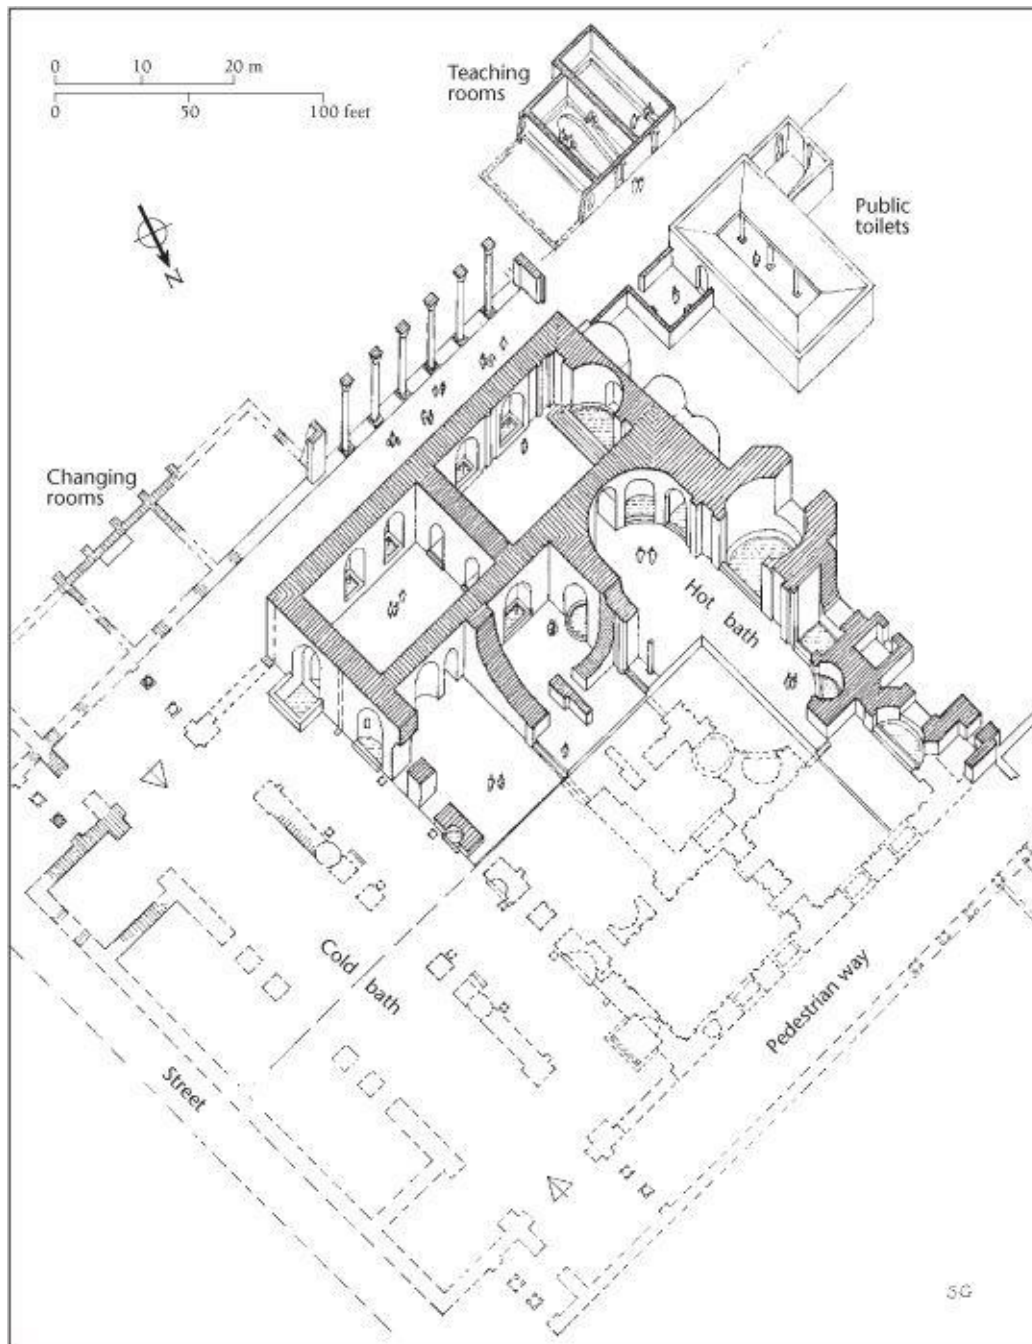 0 10 20 m
0 50 100 feet
Teaching
rooms
Public
toilets
N
Changing
rooms
Hot bath
Cold bath
Pedestrian way
Street
SG